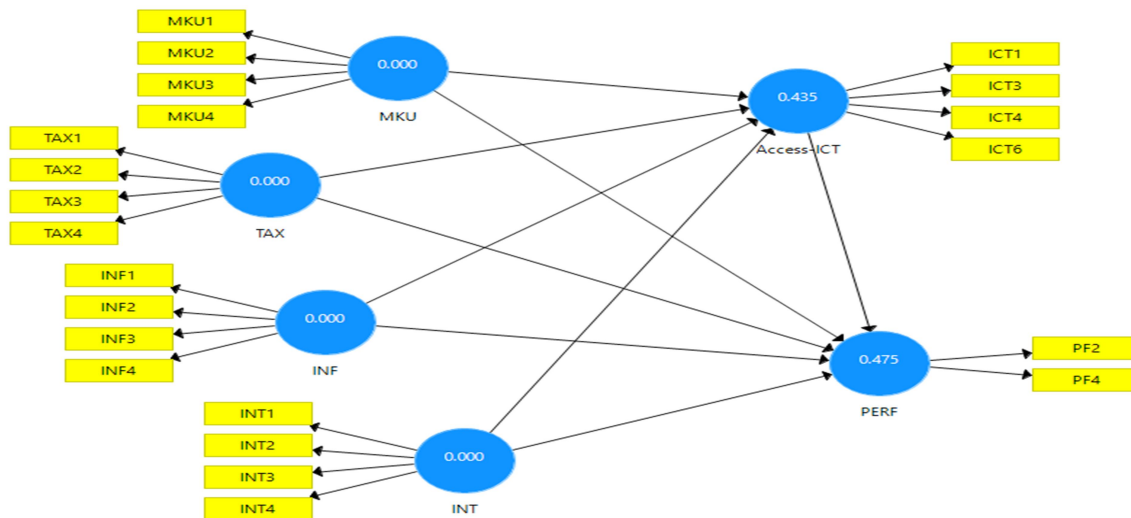 MKU1
MKU2
MKU3
MKU4
0.000
MKU
TAX1
TAX2
TAX3
TAX4
0.000
TAX
INF1
INF2
INF3
INF4
0.000
INF
INT1
INT2
INT3
INT4
0.000
INT
0.435
Access-ICT
ICT1
ICT3
ICT4
ICT6
0.475
PERF
PF2
PF4